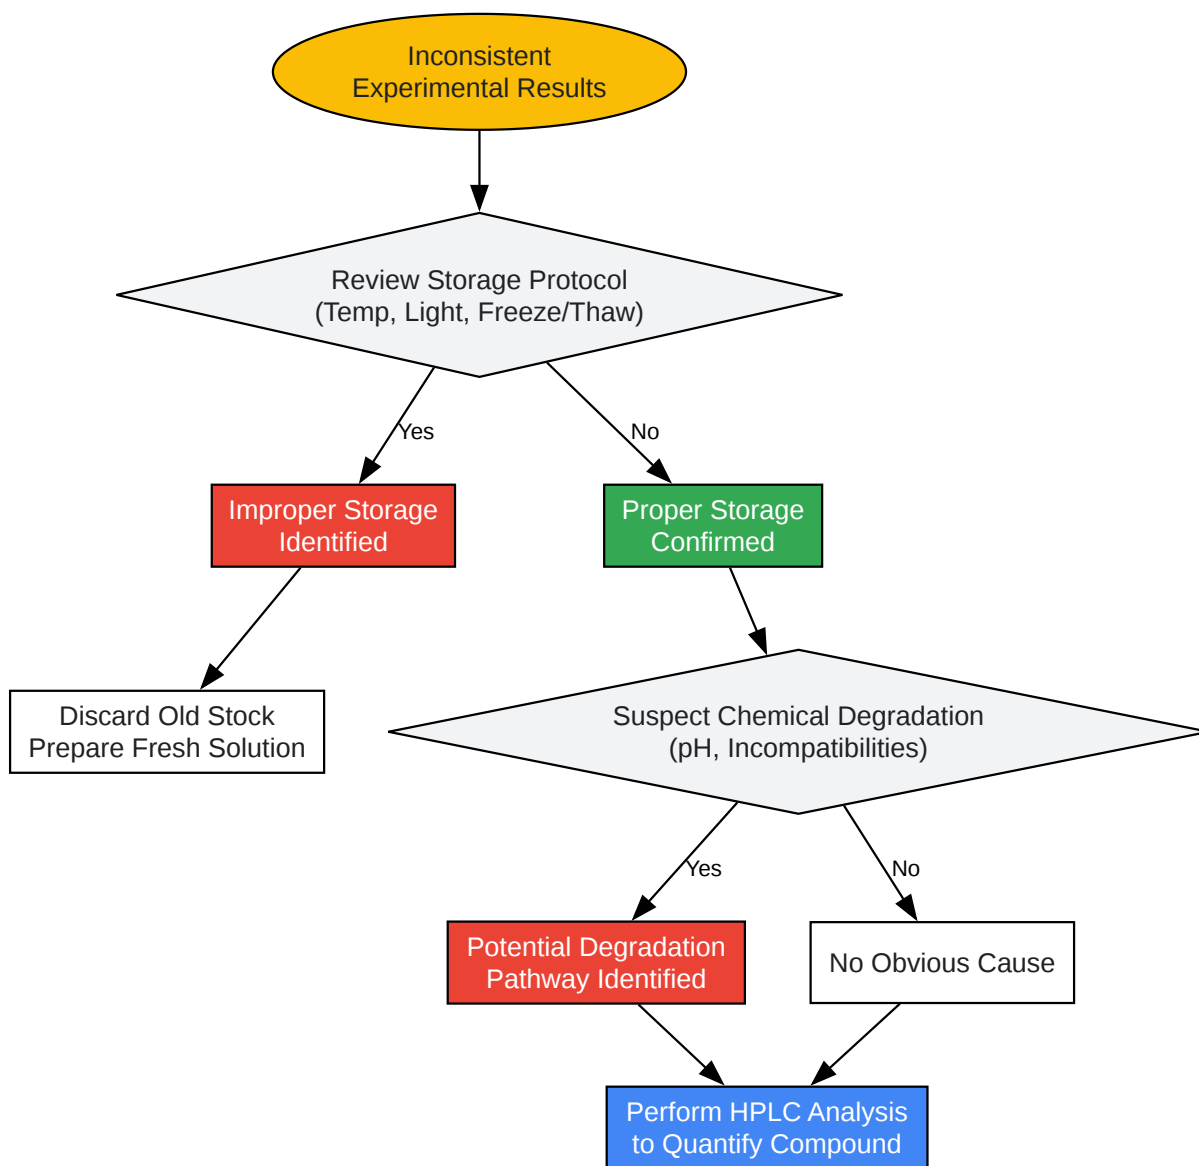 Inconsistent
Experimental Results
Review Storage Protocol
(Temp, Light, Freeze/Thaw)
Yes
No
Improper Storage
Identified
Proper Storage
Confirmed
Discard Old Stock
Prepare Fresh Solution
Suspect Chemical Degradation
(pH, Incompatibilities)
Yes
No
Potential Degradation
Pathway Identified
No Obvious Cause
Perform HPLC Analysis
to Quantify Compound